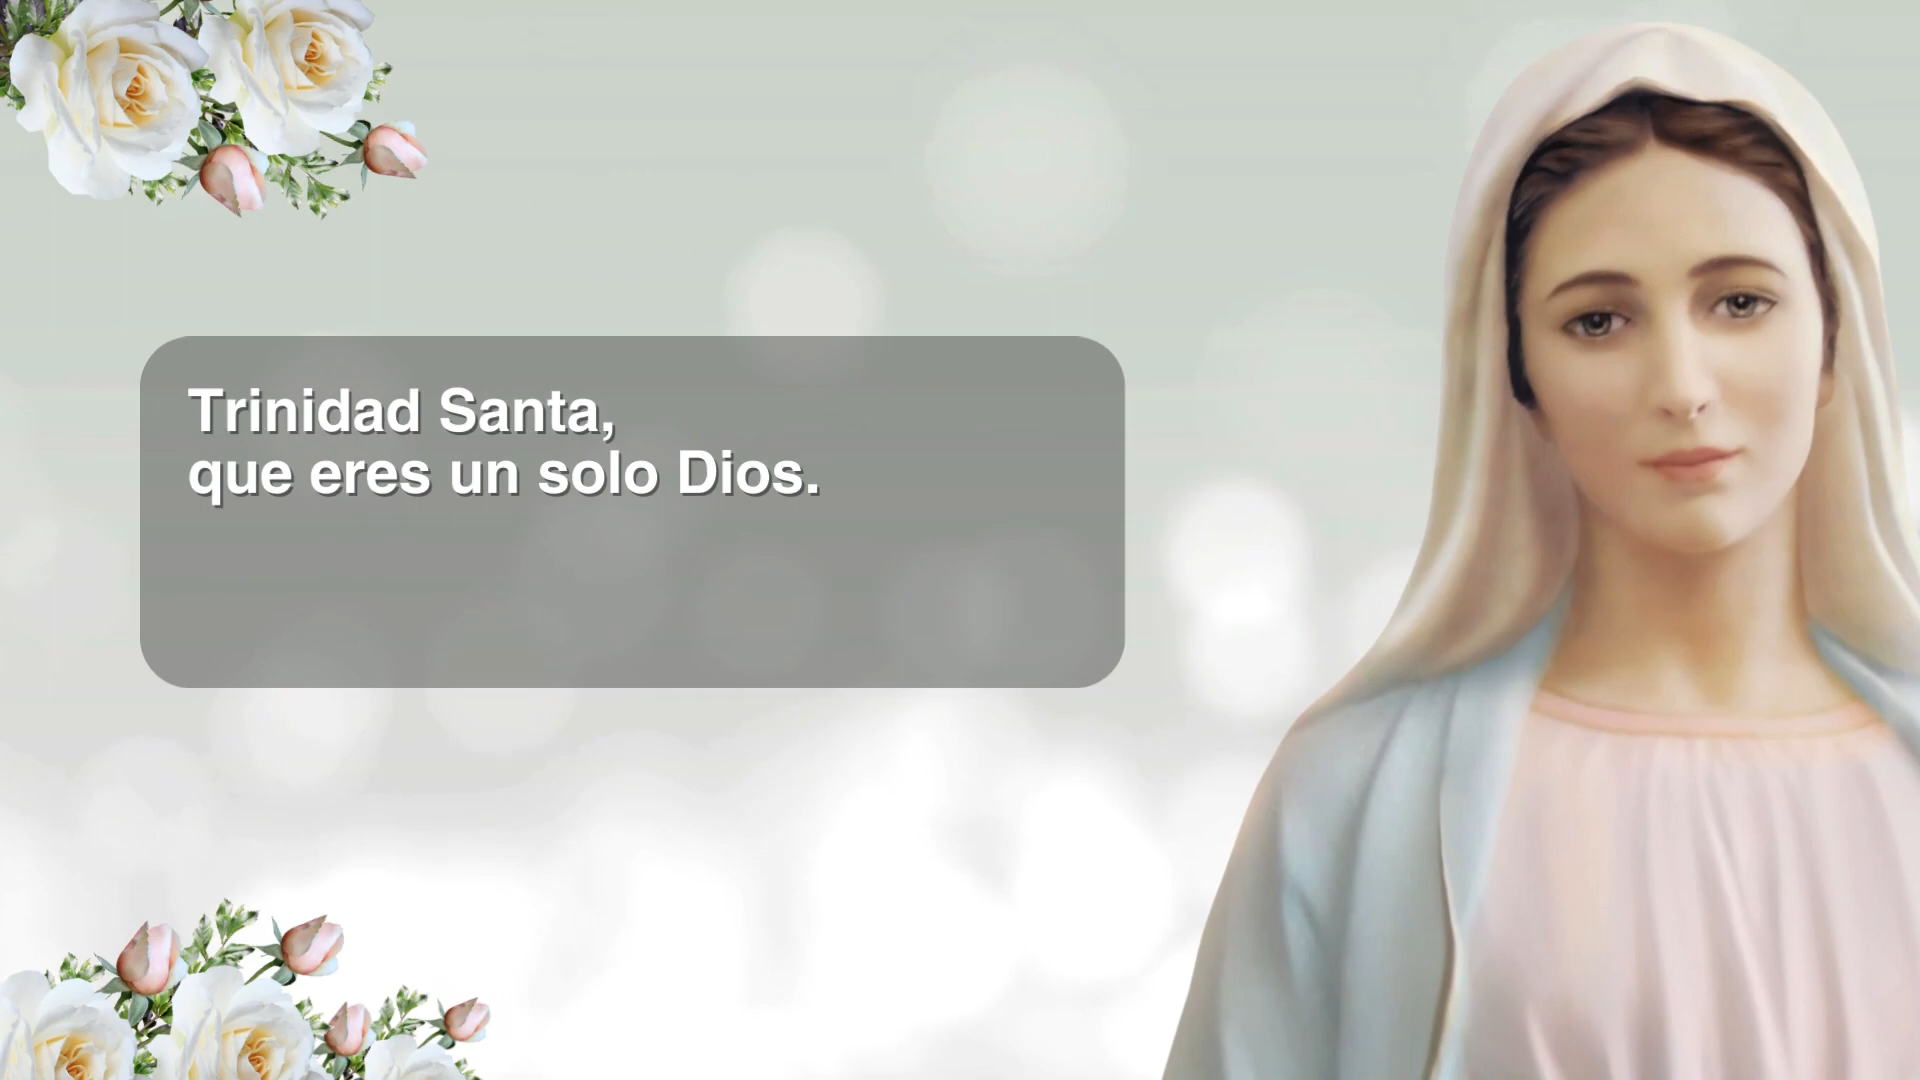 Trinidad Santa,
que eres un solo Dios.